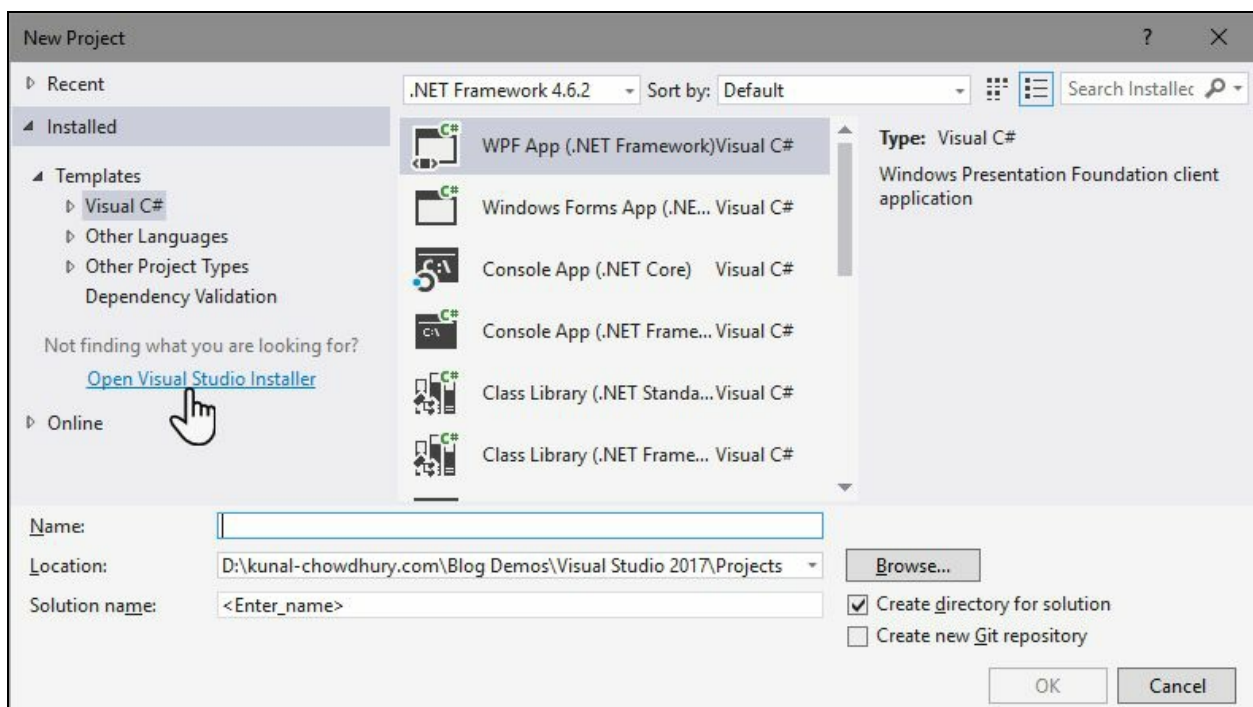 New Project
?
Recent
Installed
Templates
Visual C#
Other Languages
Other Project Types
Dependency Validation
Not finding what you are looking for?
Open Visual Studio Installer
Online
.NET Framework 4.6.2 Sort by: Default
Search Installed
WPF App (.NET Framework)Visual C#
Windows Forms App (.NE... Visual C#
Console App (.NET Core) Visual C#
Console App (.NET Frame... Visual C#
Class Library (.NET Standa... Visual C#
Class Library (.NET Frame... Visual C#
Type: Visual C#
Windows Presentation Foundation client
application
Name:
Location: D:\kunal-chowdhury.com\Blog Demos\Visual Studio 2017\Projects
Browse...
Solution name: <Enter_name>
Create directory for solution
Create new Git repository
OK
Cancel